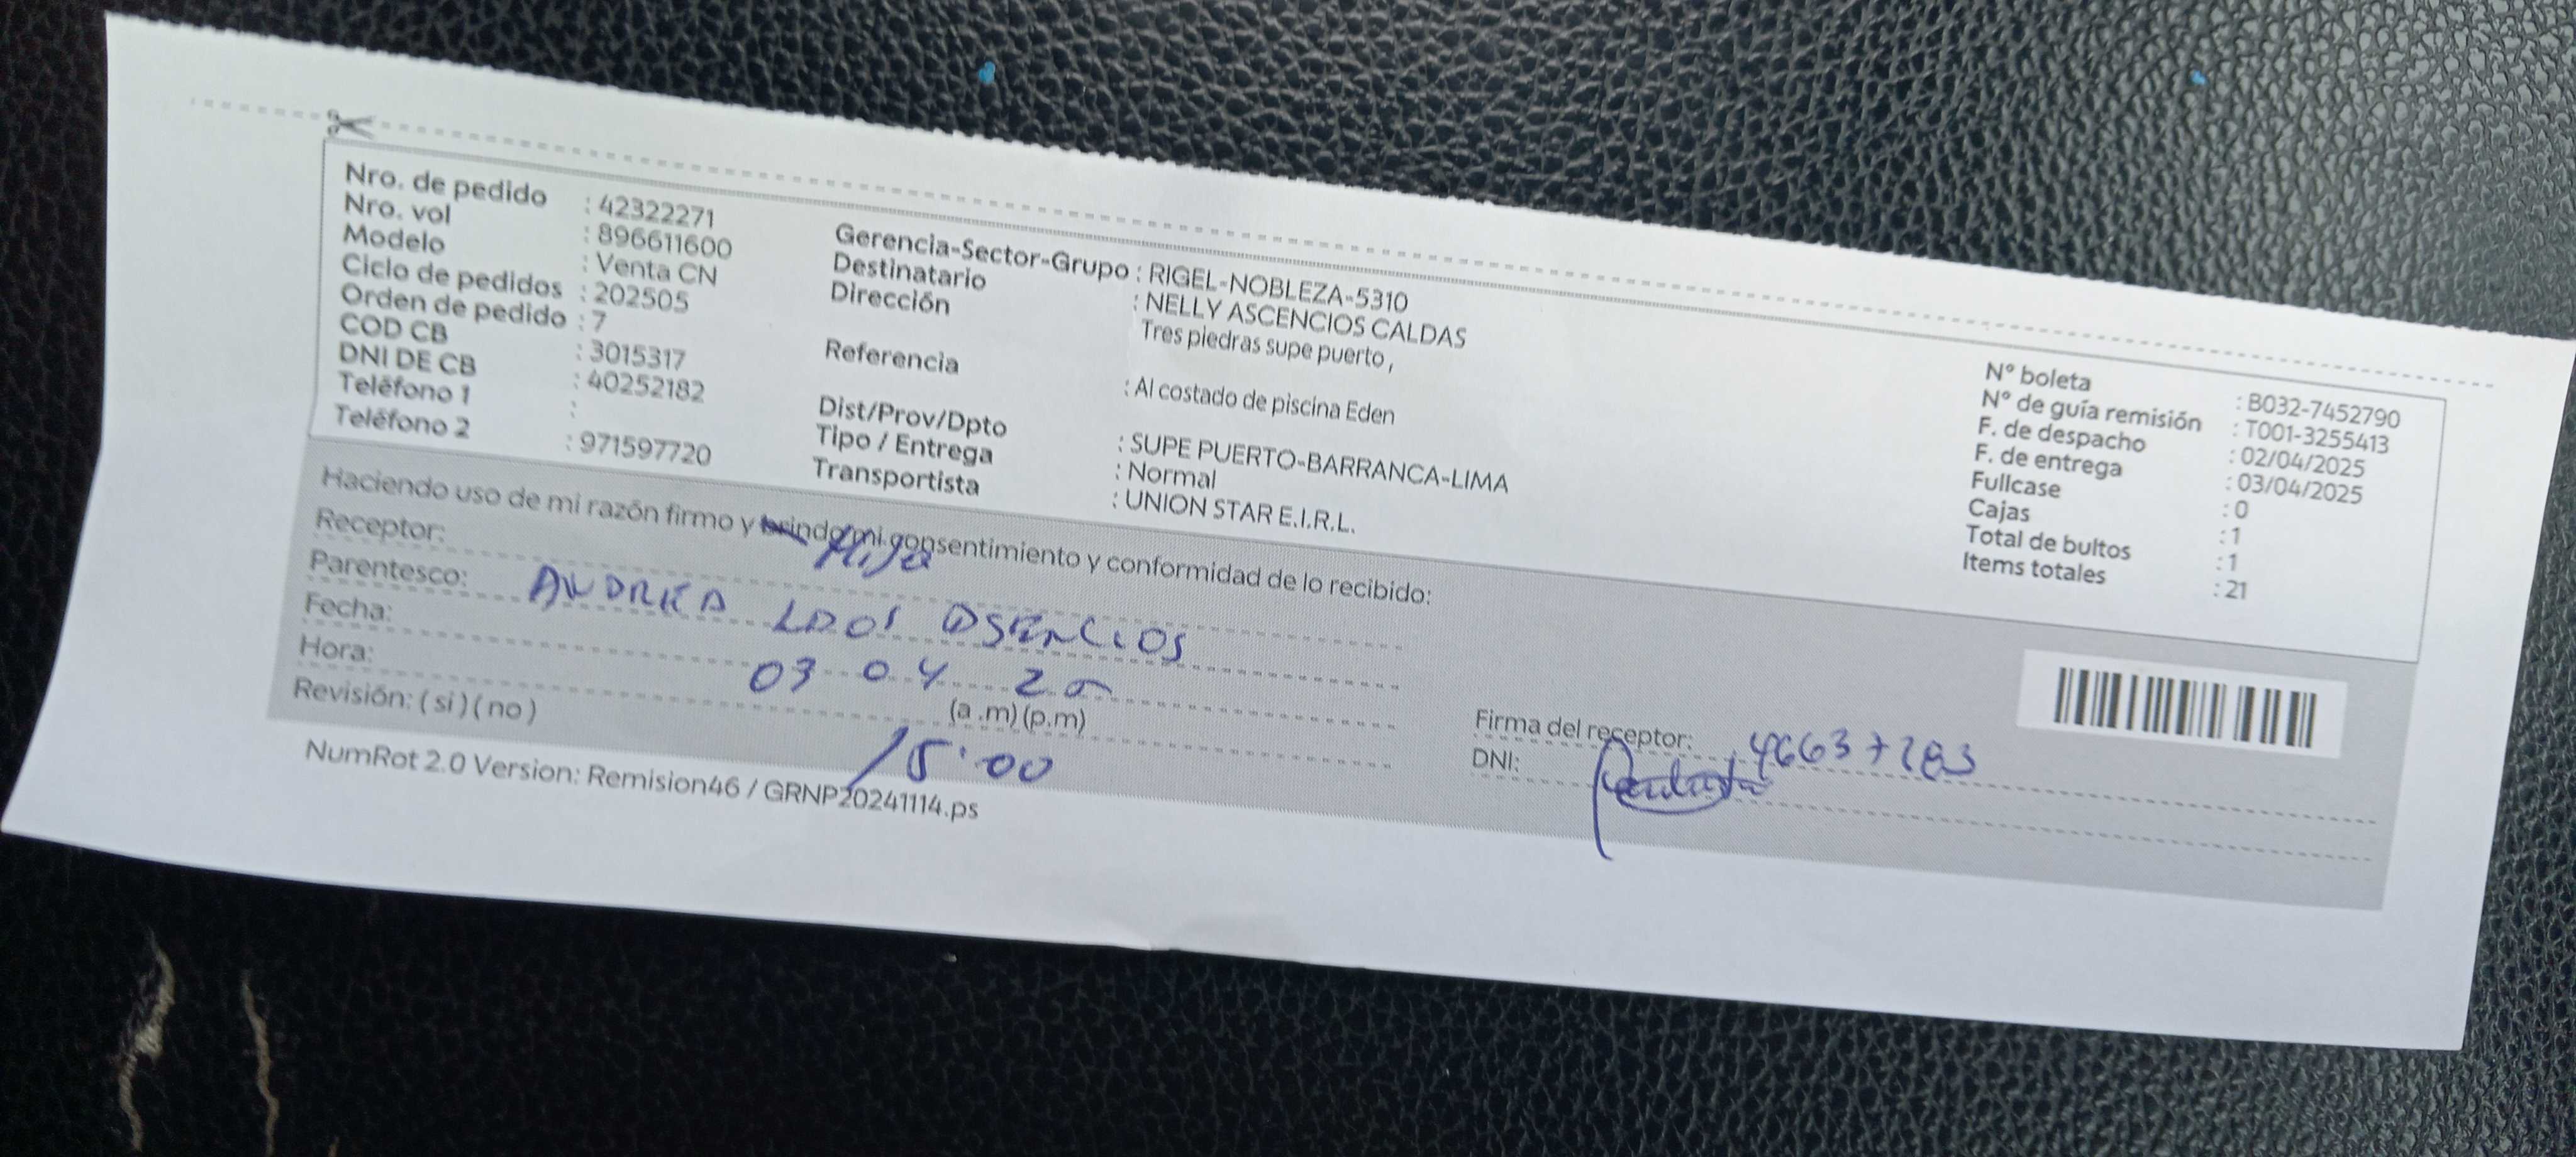 Nro. de pedido : 42322271
Nro. vol : 896611600
Modelo : Venta CN
Ciclo de pedidos : 202505
Orden de pedido : 7
COD CB : 3015317
DNI DE CB : 40252182
Teléfono 1 :
Teléfono 2 : 971597720
Gerencia-Sector-Grupo : RIGEL-NOBLEZA-5310
Destinatario : NELLY ASCENCIOS CALDAS
Dirección Tres piedras supe puerto ,
Referencia : Al costado de piscina Eden
Dist/Prov/Dpto : SUPE PUERTO-BARRANCA-LIMA
Tipo / Entrega : Normal
Transportista : UNION STAR E.I.R.L.
N° boleta : B032-7452790
N° de guía remisión : T001-3255413
F. de despacho : 02/04/2025
F. de entrega : 03/04/2025
Fullcase : 0
Cajas : 1
Total de bultos : 1
Items totales : 21
Haciendo uso de mi razón firmo y brindo mi consentimiento y conformidad de lo recibido:
Receptor: Hija
Parentesco: ANDREA ASENCIOS
Fecha: 03 04
Hora: (a .m) (p.m)
15:00
Revisión: ( si ) ( no )
Firma del receptor:
DNI:
NumRot 2.0 Version: Remision46 / GRNP20241114.ps